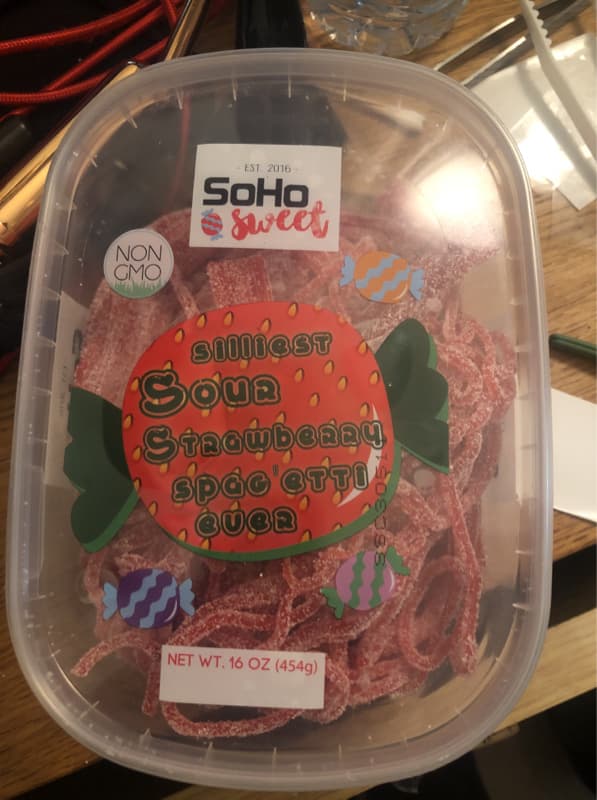 - EST. 2016 -
SoHo
sweet
NON
GMO
silliest
Sour
Strawberry
spag'etti
ever
NET WT. 16 OZ (454g)